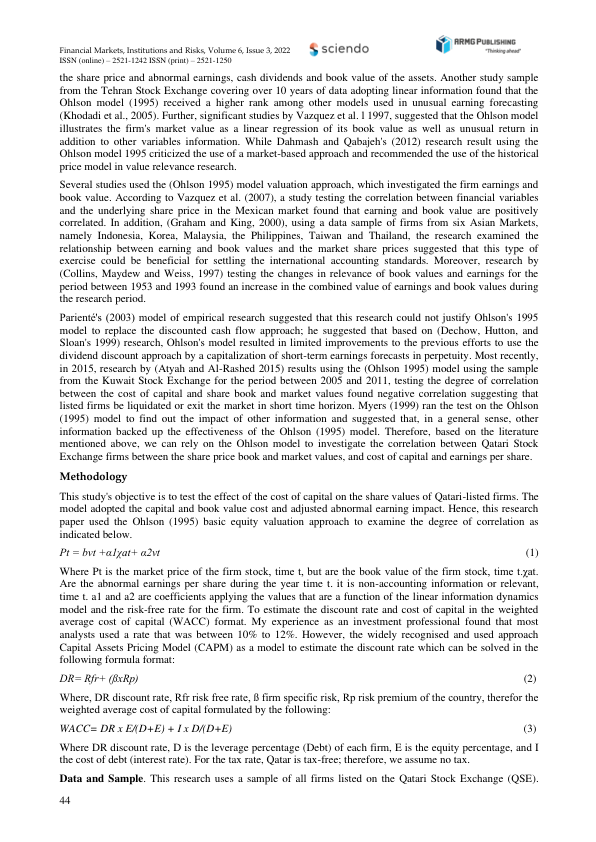 Financial Markets, Institutions and Risks, Volume 6, Issue 3, 2022
ISSN (online) – 2521-1242 ISSN (print) – 2521-1250
sciendo
ARMG PUBLISHING
"Thinking ahead"
the share price and abnormal earnings, cash dividends and book value of the assets. Another study sample
from the Tehran Stock Exchange covering over 10 years of data adopting linear information found that the
Ohlson model (1995) received a higher rank among other models used in unusual earning forecasting
(Khodadi et al., 2005). Further, significant studies by Vazquez et al. l 1997, suggested that the Ohlson model
illustrates the firm's market value as a linear regression of its book value as well as unusual return in
addition to other variables information. While Dahmash and Qabajeh's (2012) research result using the
Ohlson model 1995 criticized the use of a market-based approach and recommended the use of the historical
price model in value relevance research.
Several studies used the (Ohlson 1995) model valuation approach, which investigated the firm earnings and
book value. According to Vazquez et al. (2007), a study testing the correlation between financial variables
and the underlying share price in the Mexican market found that earning and book value are positively
correlated. In addition, (Graham and King, 2000), using a data sample of firms from six Asian Markets,
namely Indonesia, Korea, Malaysia, the Philippines, Taiwan and Thailand, the research examined the
relationship between earning and book values and the market share prices suggested that this type of
exercise could be beneficial for settling the international accounting standards. Moreover, research by
(Collins, Maydew and Weiss, 1997) testing the changes in relevance of book values and earnings for the
period between 1953 and 1993 found an increase in the combined value of earnings and book values during
the research period.
Parienté's (2003) model of empirical research suggested that this research could not justify Ohlson's 1995
model to replace the discounted cash flow approach; he suggested that based on (Dechow, Hutton, and
Sloan's 1999) research, Ohlson's model resulted in limited improvements to the previous efforts to use the
dividend discount approach by a capitalization of short-term earnings forecasts in perpetuity. Most recently,
in 2015, research by (Atyah and Al-Rashed 2015) results using the (Ohlson 1995) model using the sample
from the Kuwait Stock Exchange for the period between 2005 and 2011, testing the degree of correlation
between the cost of capital and share book and market values found negative correlation suggesting that
listed firms be liquidated or exit the market in short time horizon. Myers (1999) ran the test on the Ohlson
(1995) model to find out the impact of other information and suggested that, in a general sense, other
information backed up the effectiveness of the Ohlson (1995) model. Therefore, based on the literature
mentioned above, we can rely on the Ohlson model to investigate the correlation between Qatari Stock
Exchange firms between the share price book and market values, and cost of capital and earnings per share.
Methodology
This study's objective is to test the effect of the cost of capital on the share values of Qatari-listed firms. The
model adopted the capital and book value cost and adjusted abnormal earning impact. Hence, this research
paper used the Ohlson (1995) basic equity valuation approach to examine the degree of correlation as
indicated below.
Pt = bvt +α1χat+ α2vt (1)
Where Pt is the market price of the firm stock, time t, but are the book value of the firm stock, time t.χat.
Are the abnormal earnings per share during the year time t. it is non-accounting information or relevant,
time t. a1 and a2 are coefficients applying the values that are a function of the linear information dynamics
model and the risk-free rate for the firm. To estimate the discount rate and cost of capital in the weighted
average cost of capital (WACC) format. My experience as an investment professional found that most
analysts used a rate that was between 10% to 12%. However, the widely recognised and used approach
Capital Assets Pricing Model (CAPM) as a model to estimate the discount rate which can be solved in the
following formula format:
DR= Rfr+ (βxRp) (2)
Where, DR discount rate, Rfr risk free rate, ß firm specific risk, Rp risk premium of the country, therefor the
weighted average cost of capital formulated by the following:
WACC= DR x E/(D+E) + I x D/(D+E) (3)
Where DR discount rate, D is the leverage percentage (Debt) of each firm, E is the equity percentage, and I
the cost of debt (interest rate). For the tax rate, Qatar is tax-free; therefore, we assume no tax.
Data and Sample. This research uses a sample of all firms listed on the Qatari Stock Exchange (QSE).
44